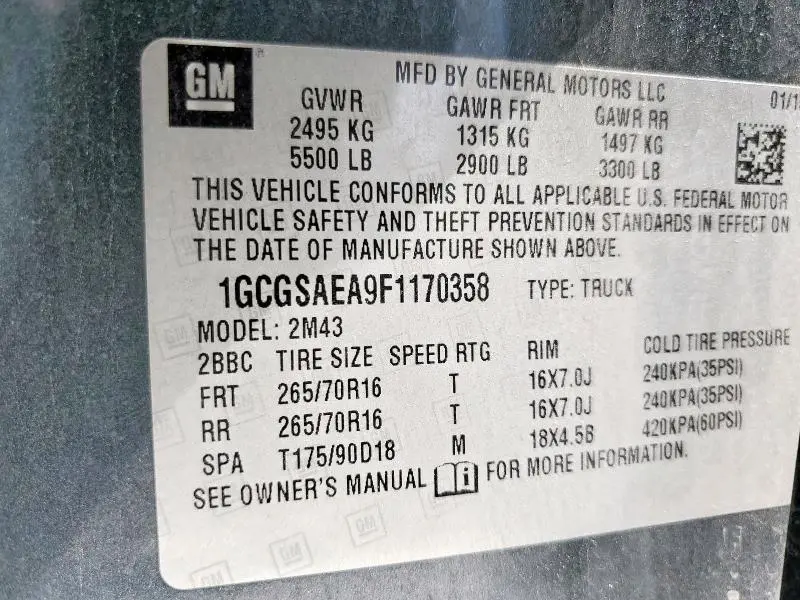 GM
MFD BY GENERAL MOTORS LLC
GVWR GAWR FRT GAWR RR
2495 KG 1315 KG 1497 KG
5500 LB 2900 LB 3300 LB
THIS VEHICLE CONFORMS TO ALL APPLICABLE U.S. FEDERAL MOTOR
VEHICLE SAFETY AND THEFT PREVENTION STANDARDS IN EFFECT ON
THE DATE OF MANUFACTURE SHOWN ABOVE.
1GCGSAEA9F1170358 TYPE: TRUCK
MODEL: 2M43
2BBC TIRE SIZE SPEED RTG RIM COLD TIRE PRESSURE
FRT 265/70R16 T 16X7.0J 240KPA(35PSI)
RR 265/70R16 T 16X7.0J 240KPA(35PSI)
SPA T175/90D18 M 18X4.5B 420KPA(60PSI)
SEE OWNER'S MANUAL FOR MORE INFORMATION.